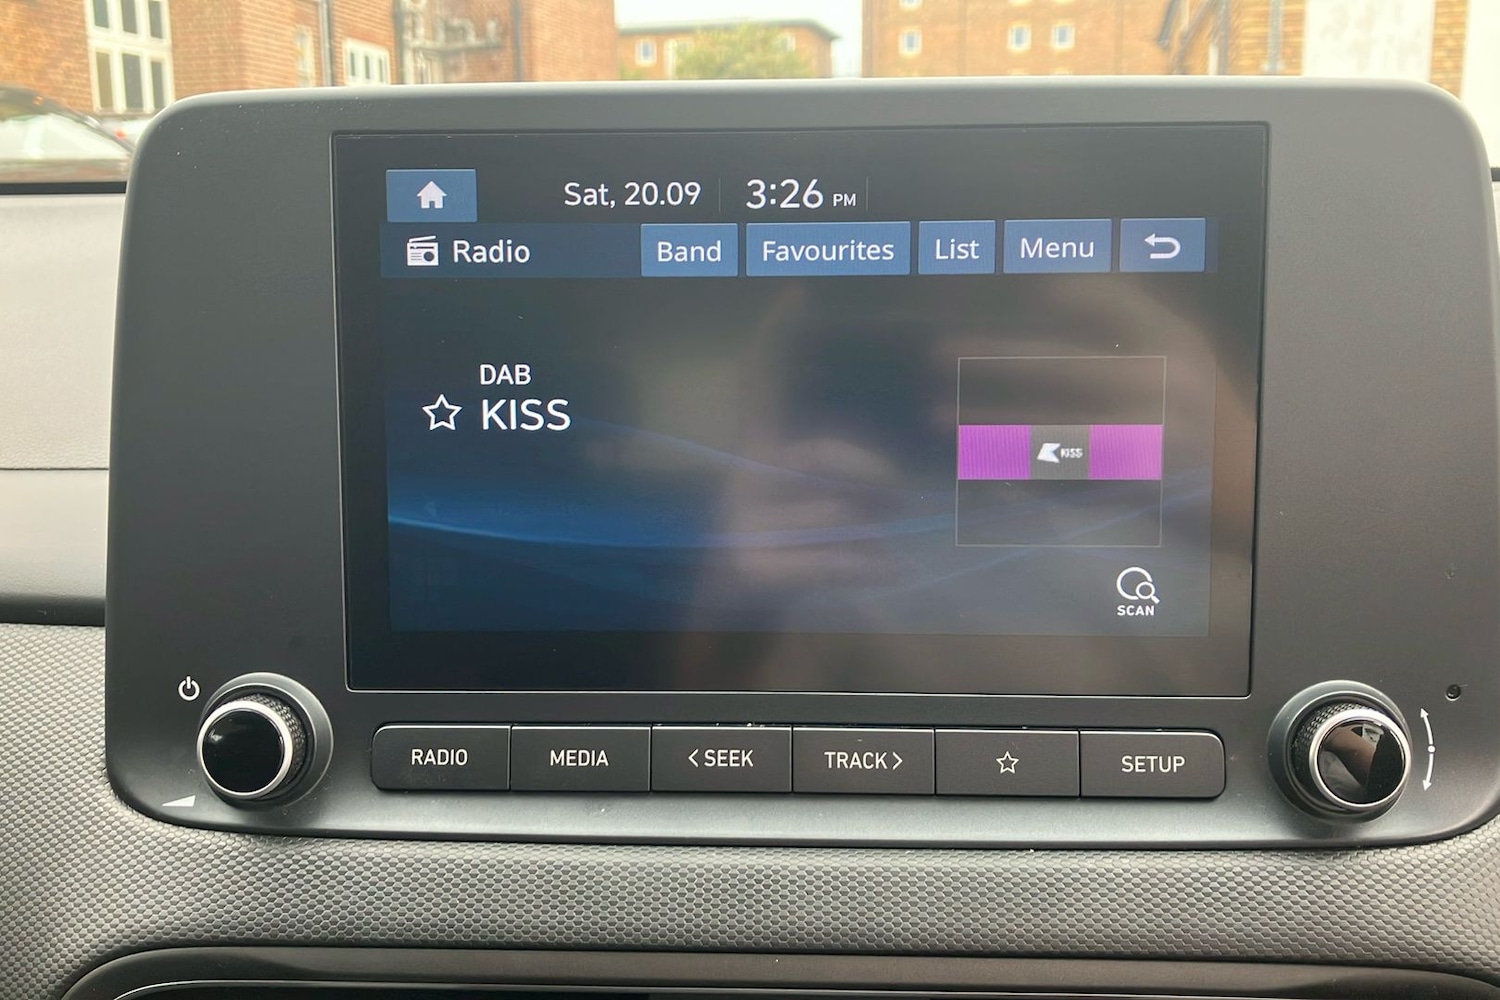 Sat, 20.09 3:26 PM
Radio Band Favourites List Menu
DAB
KISS
KISS
SCAN
RADIO MEDIA < SEEK TRACK > SETUP